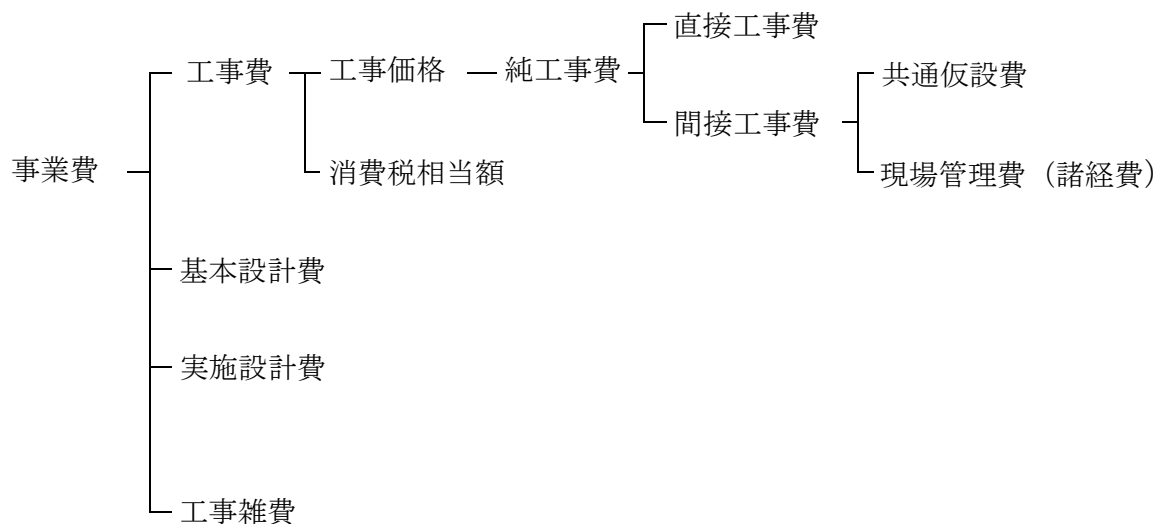 直接工事費
工事費
工事価格
純工事費
共通仮設費
間接工事費
事業費
消費税相当額
現場管理費（諸経費）
基本設計費
実施設計費
工事雑費